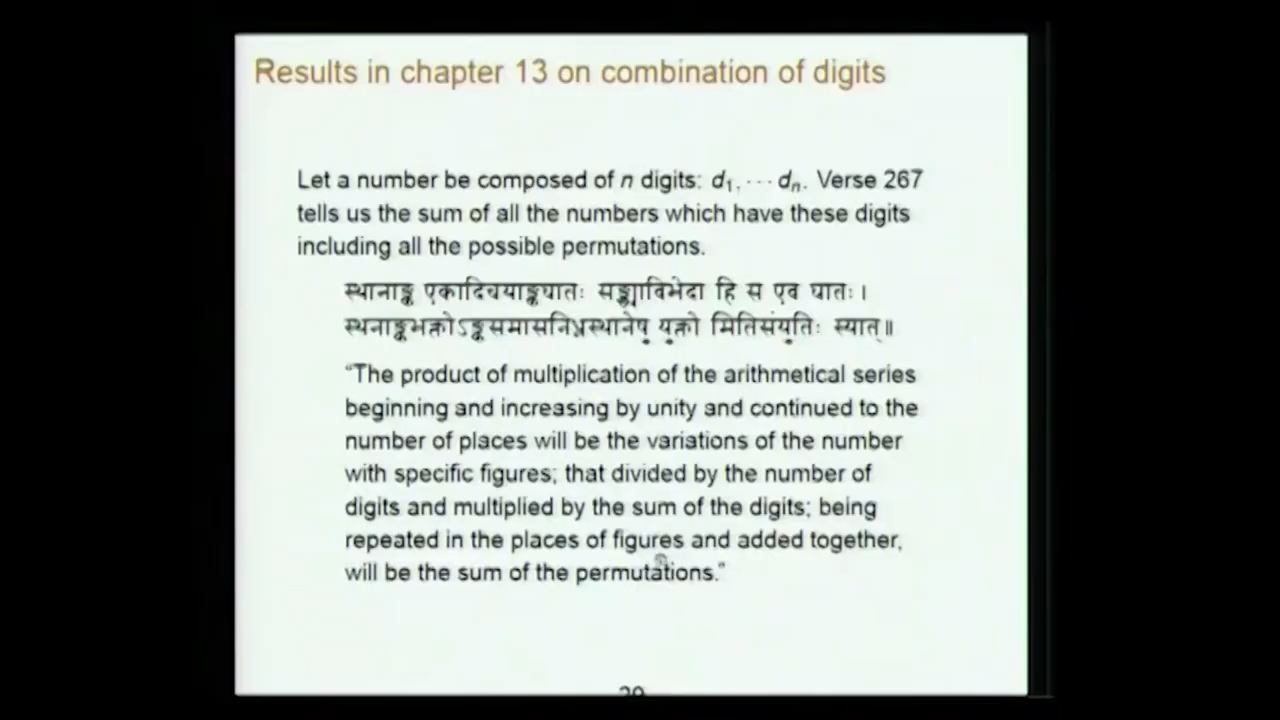 Results in chapter 13 on combination of digits
Let a number be composed of n digits: d₁, ⋯ dₙ. Verse 267
tells us the sum of all the numbers which have these digits
including all the possible permutations.
स्थानाङ्क एकादिचयाङ्कघातः सङ्ख्याविभेदा हि स एव घातः।
स्थनाङ्कभक्तोऽङ्कसमासनिघ्नस्थानेषु युक्तो मितिसंयुतिः स्यात्॥
"The product of multiplication of the arithmetical series
beginning and increasing by unity and continued to the
number of places will be the variations of the number
with specific figures; that divided by the number of
digits and multiplied by the sum of the digits; being
repeated in the places of figures and added together,
will be the sum of the permutations."